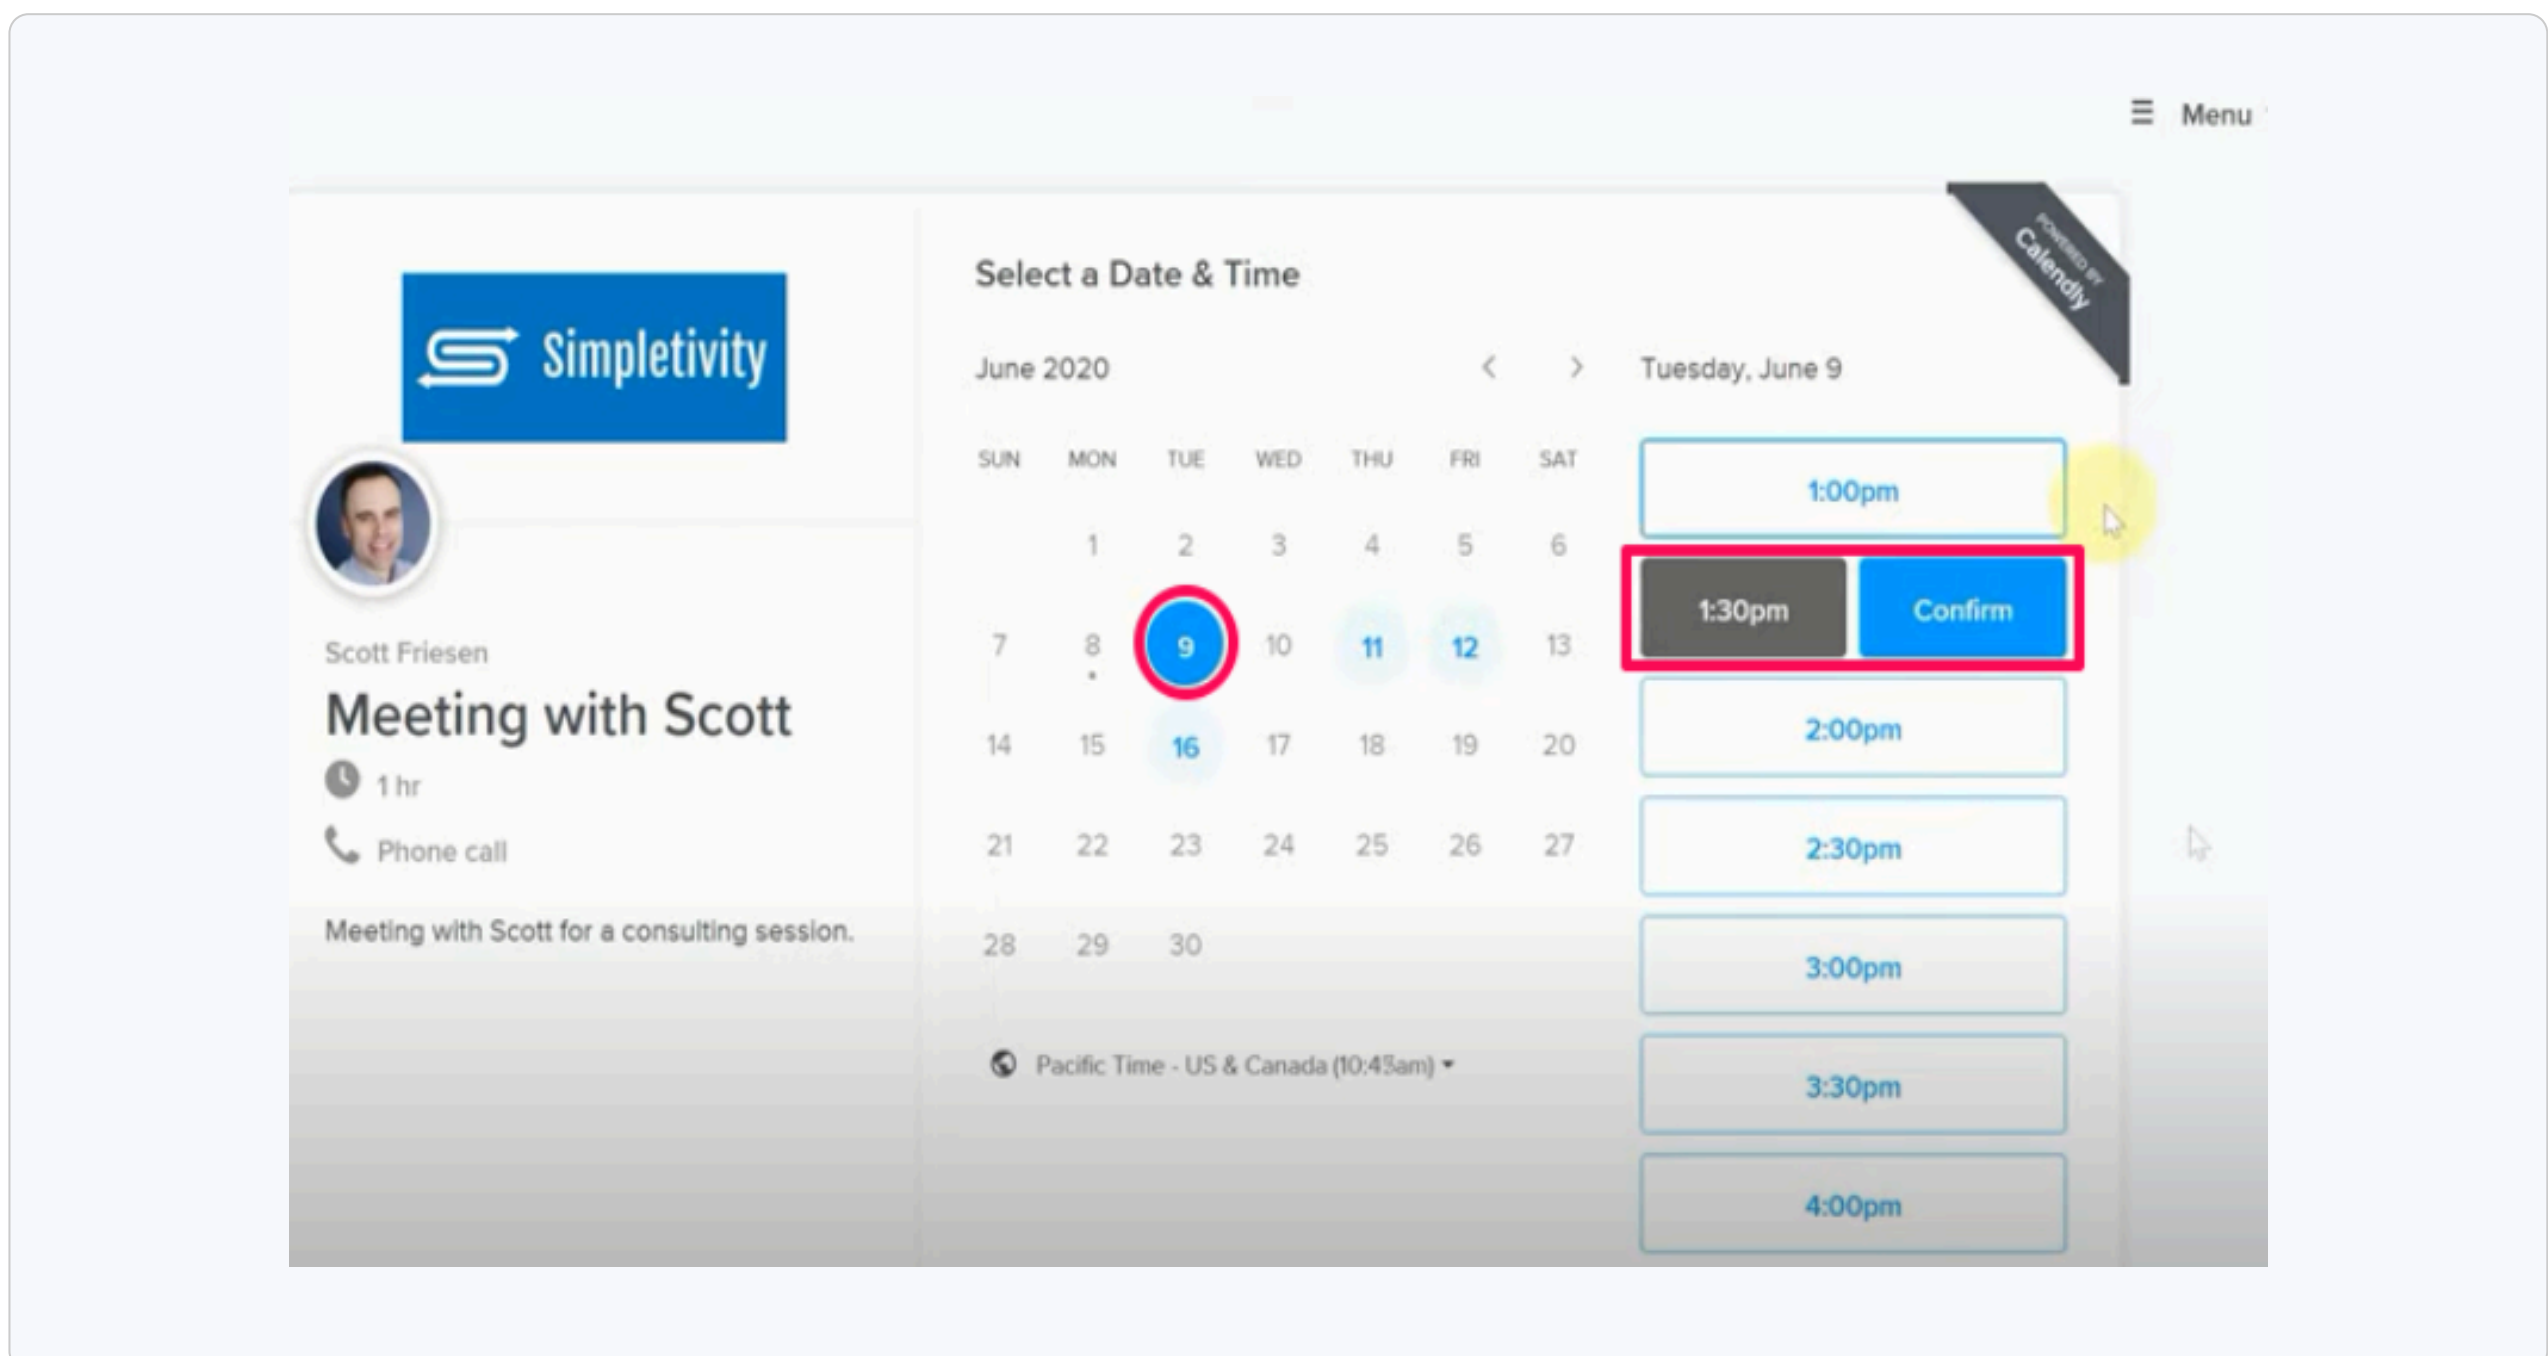 Menu
POWERED BY
Calendly
Simpletivity
Scott Friesen
Meeting with Scott
1 hr
Phone call
Meeting with Scott for a consulting session.
Select a Date & Time
June 2020
SUN MON TUE WED THU FRI SAT
1 2 3 4 5 6
7 8 9 10 11 12 13
14 15 16 17 18 19 20
21 22 23 24 25 26 27
28 29 30
Pacific Time - US & Canada (10:45am)
Tuesday, June 9
1:00pm
1:30pm Confirm
2:00pm
2:30pm
3:00pm
3:30pm
4:00pm